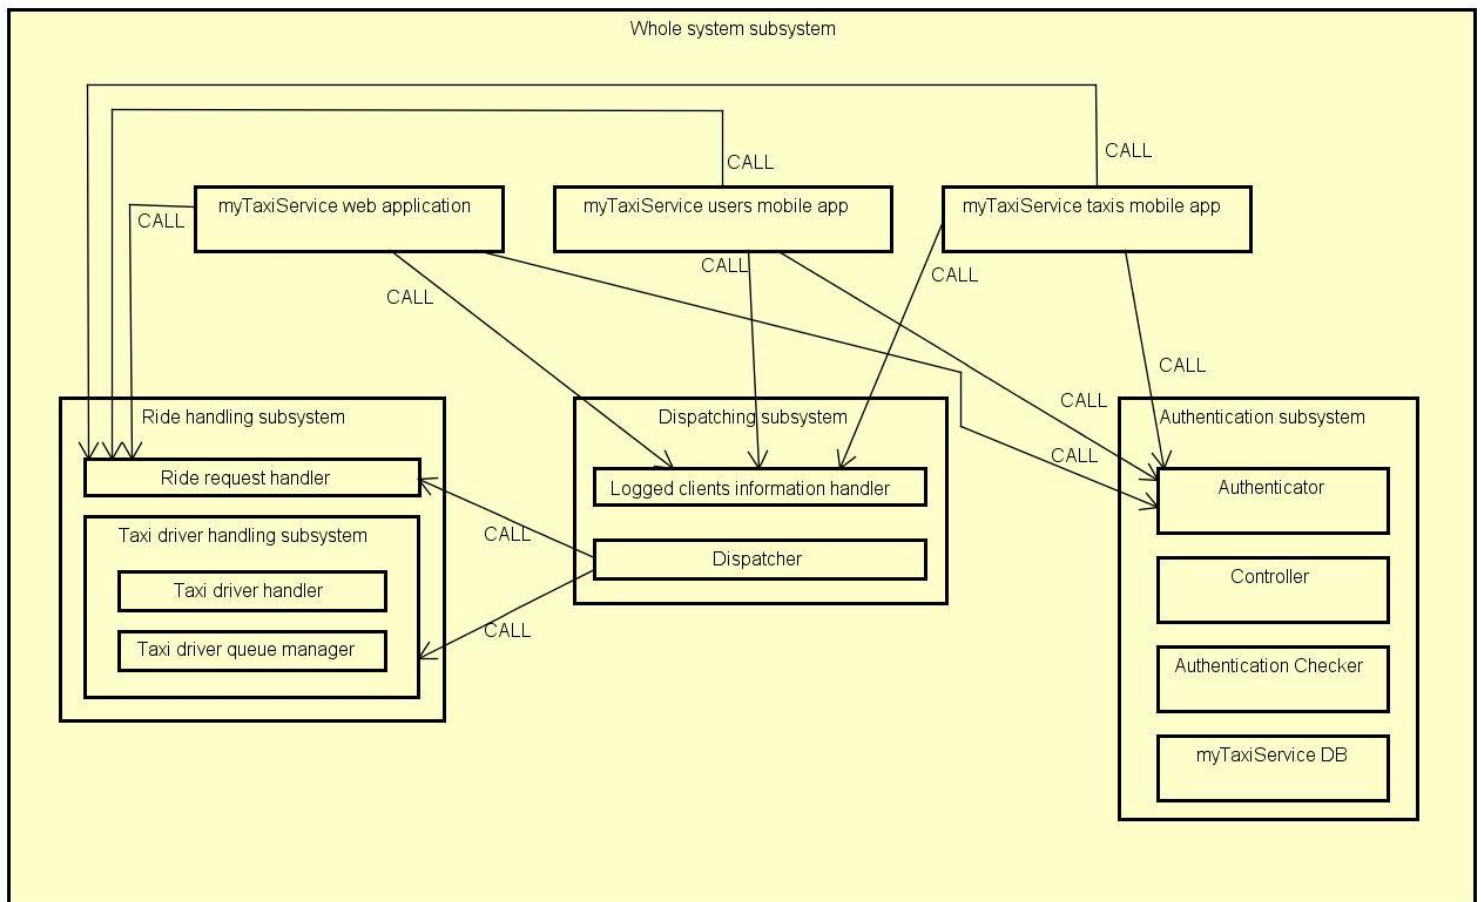 Whole system subsystem
CALL
CALL
myTaxiService web application
myTaxiService users mobile app
myTaxiService taxis mobile app
CALL
CALL
CALL
CALL
CALL
CALL
CALL
Ride handling subsystem
Dispatching subsystem
Authentication subsystem
Ride request handler
Logged clients information handler
Authenticator
CALL
Taxi driver handling subsystem
Dispatcher
Controller
Taxi driver handler
CALL
Taxi driver queue manager
Authentication Checker
myTaxiService DB